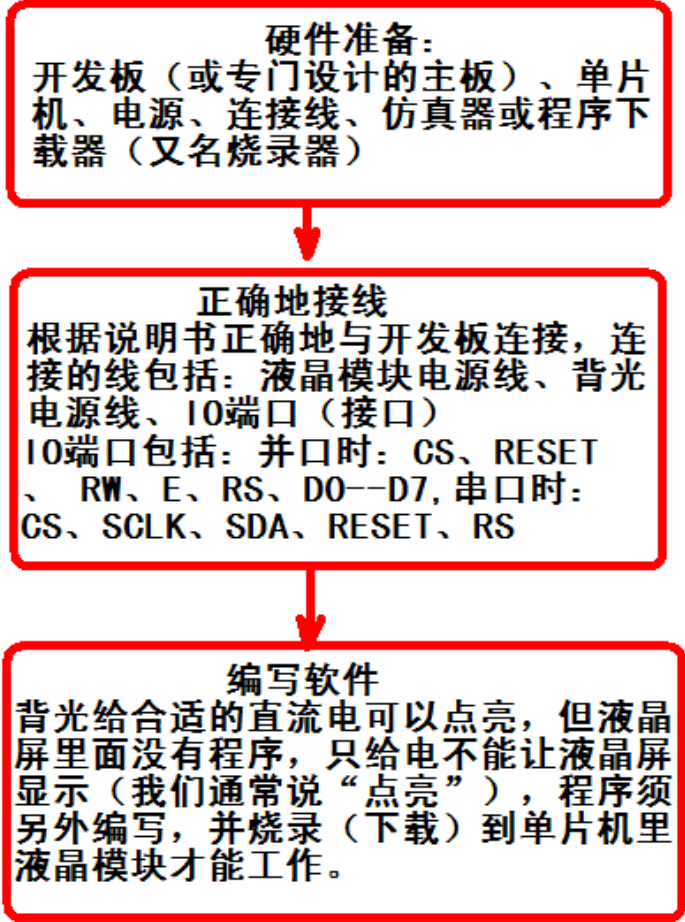 硬件准备：
开发板（或专门设计的主板）、单片
机、电源、连接线、仿真器或程序下
载器（又名烧录器）
正确地接线
根据说明书正确地与开发板连接，连
接的线包括：液晶模块电源线、背光
电源线、IO端口（接口）
IO端口包括：并口时：CS、RESET
、 RW、E、RS、D0--D7,串口时：
CS、SCLK、SDA、RESET、RS
编写软件
背光给合适的直流电可以点亮，但液晶
屏里面没有程序，只给电不能让液晶屏
显示（我们通常说“点亮”），程序须
另外编写，并烧录（下载）到单片机里
液晶模块才能工作。